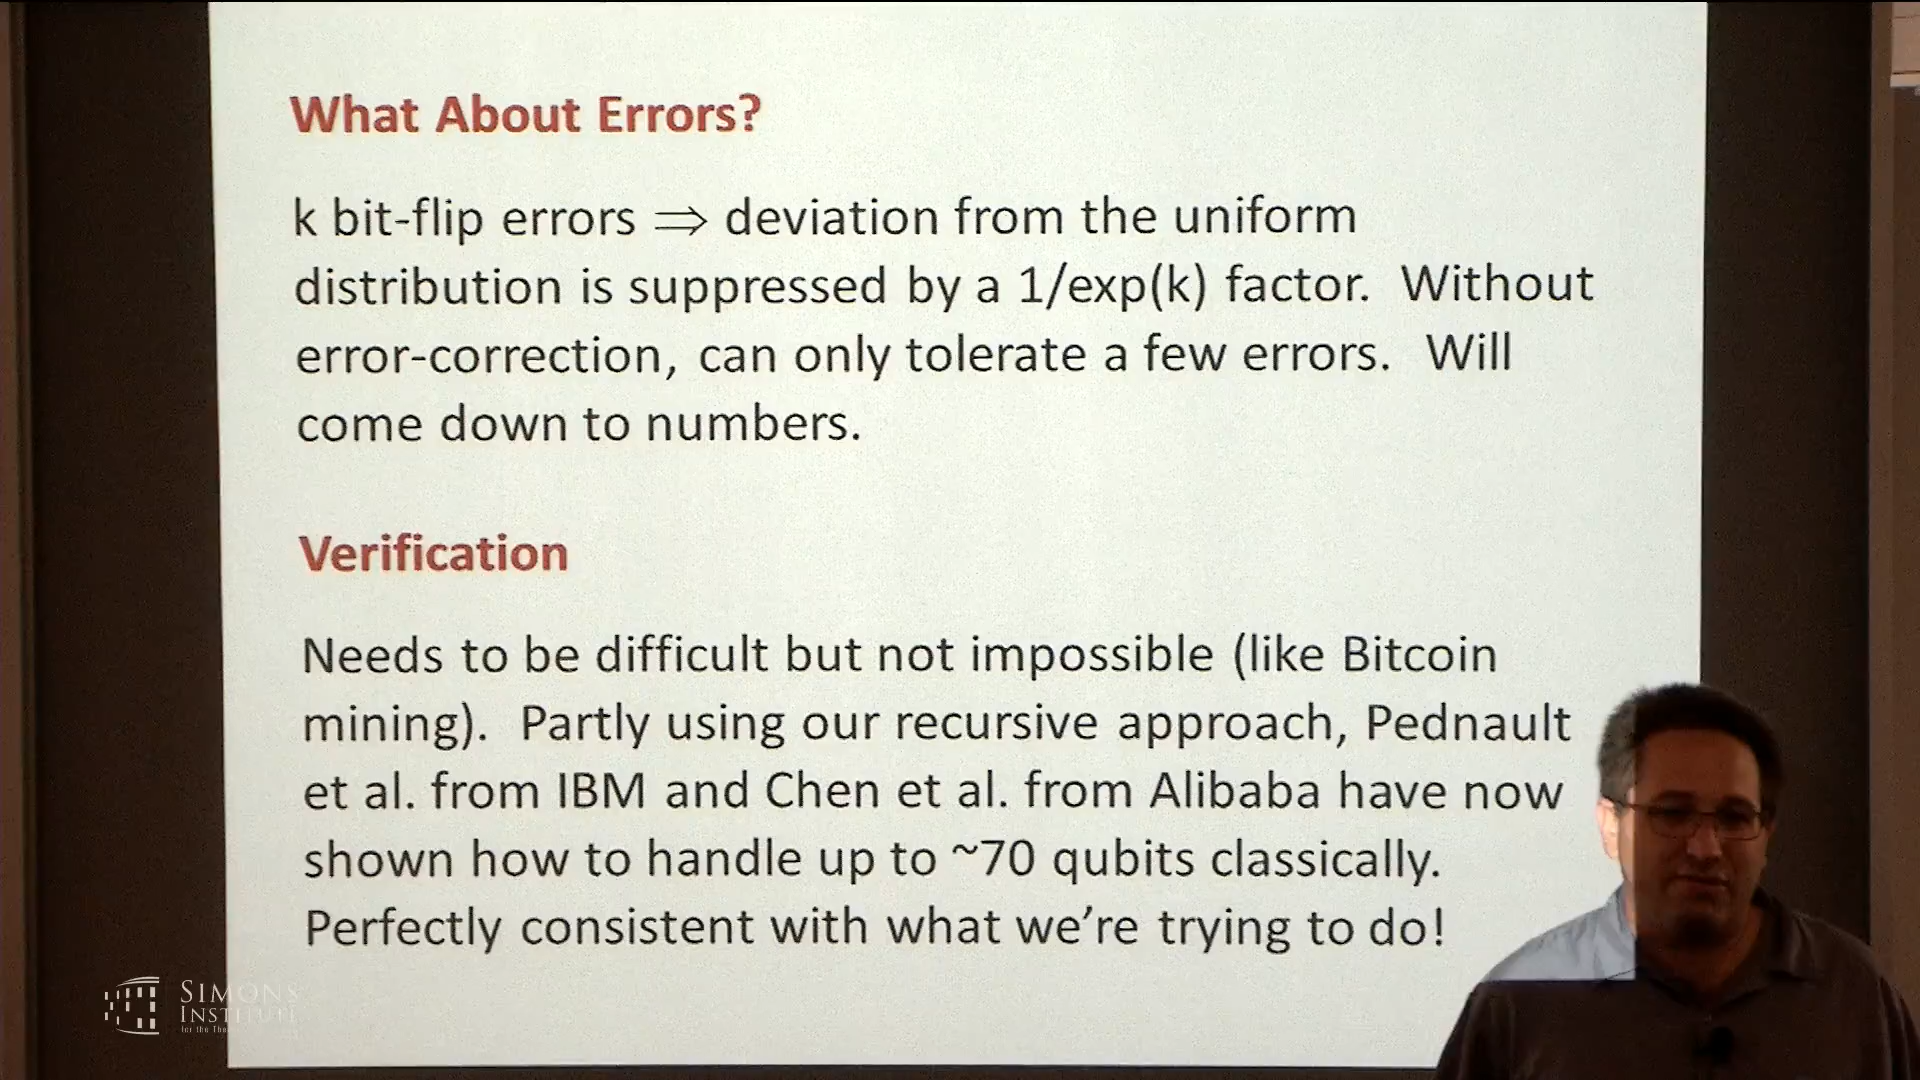 What About Errors?
k bit-flip errors ⇒ deviation from the uniform
distribution is suppressed by a 1/exp(k) factor. Without
error-correction, can only tolerate a few errors. Will
come down to numbers.
Verification
Needs to be difficult but not impossible (like Bitcoin
mining). Partly using our recursive approach, Pednault
et al. from IBM and Chen et al. from Alibaba have now
shown how to handle up to ~70 qubits classically.
Perfectly consistent with what we’re trying to do!
SIMONS
INSTITUTE
for the